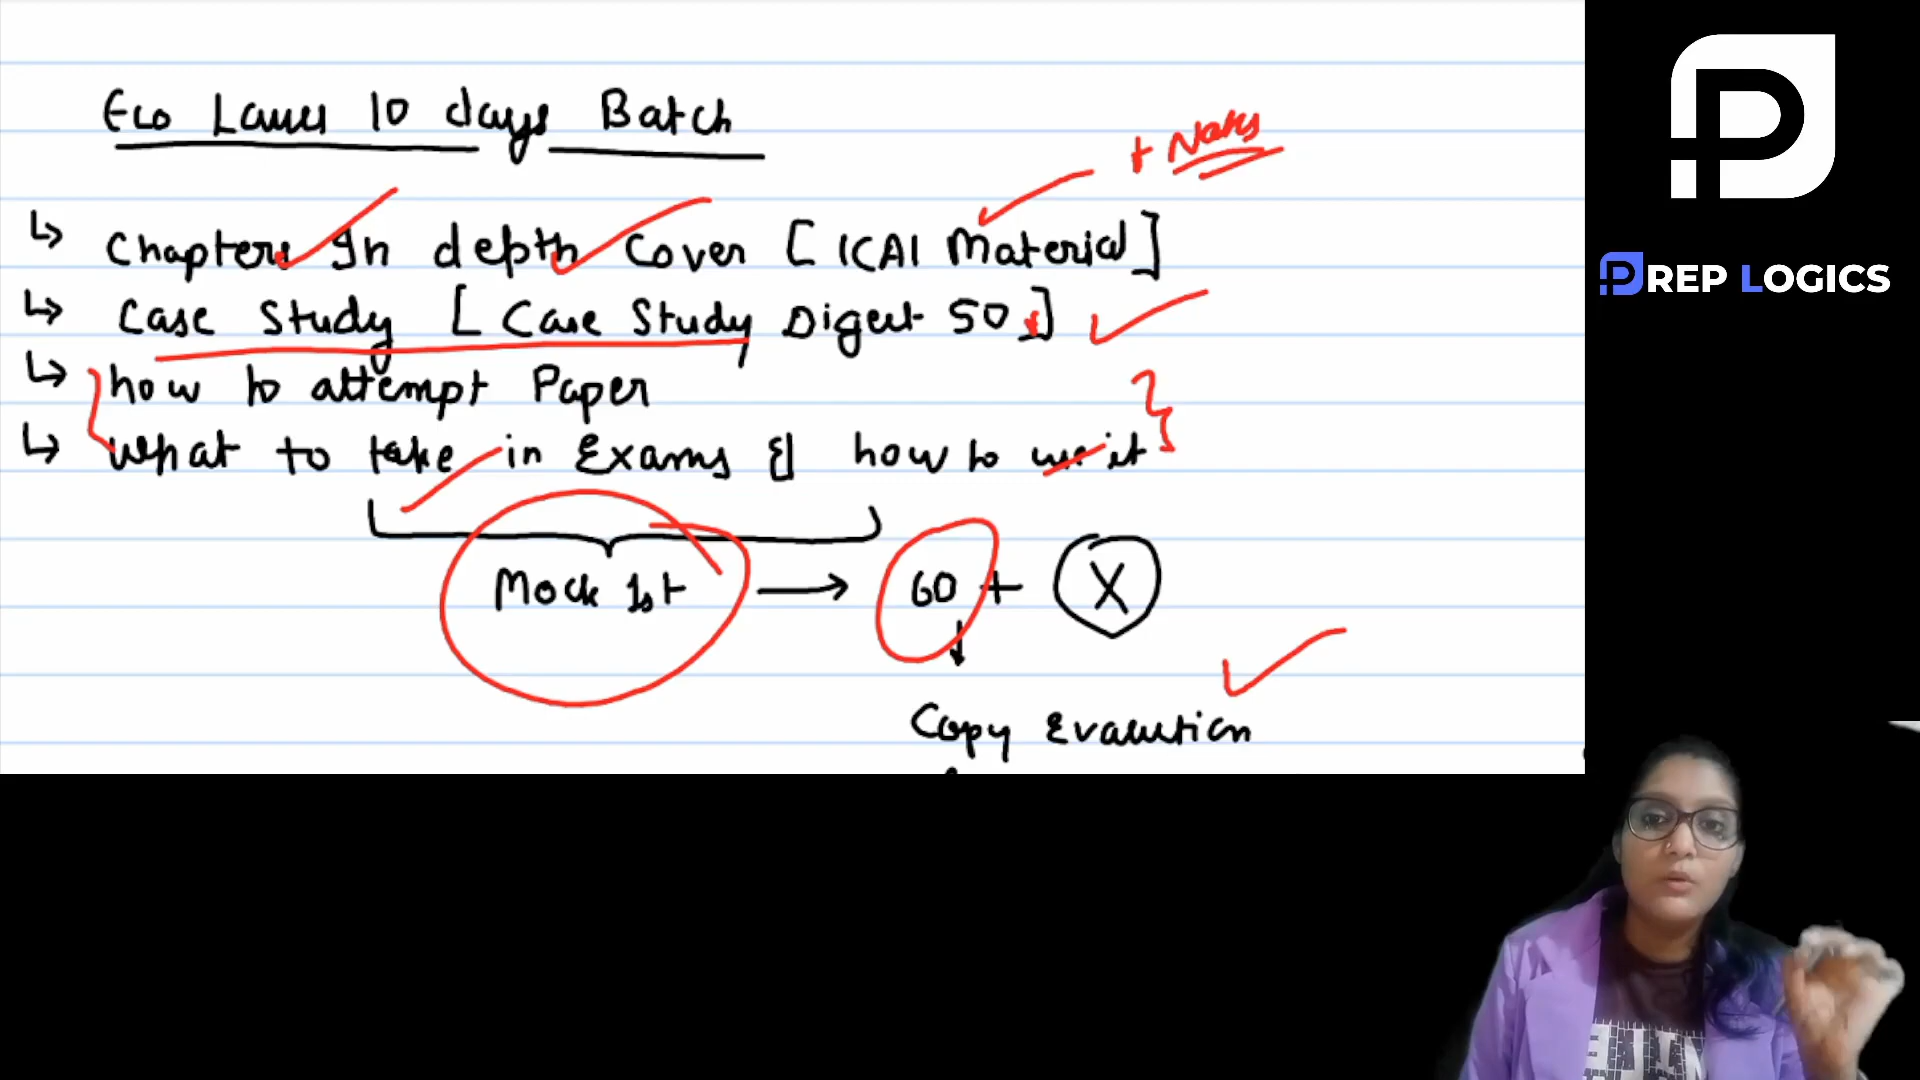 Eco Laws 10 days Batch
+ Notes
↳ Chapters In depth Cover [ICAI Material]
↳ Case Study [Case Study Digest 50]
↳ how to attempt Paper
↳ what to take in Exams & how to use it
Mock 1st → 60 + X
↓
Copy Evaluation
PREP LOGICS